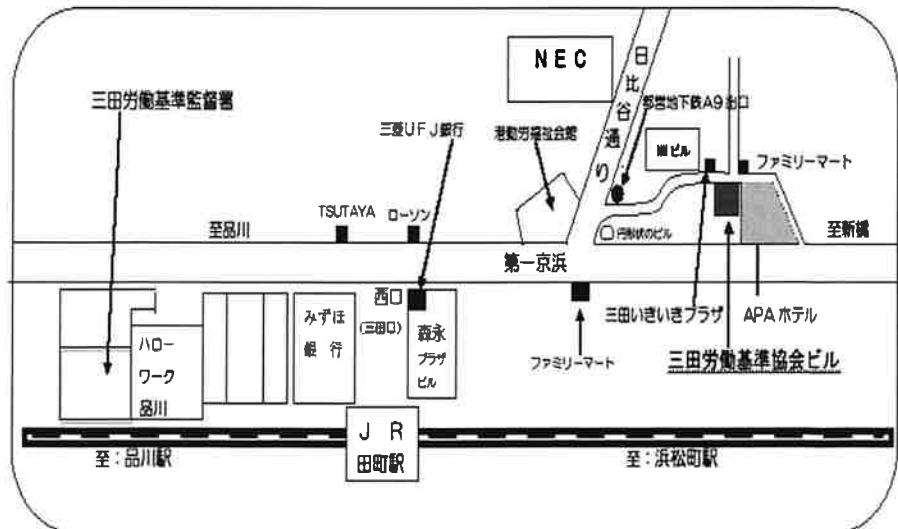 NEC
日比谷通り
三田労働基準監督署
都営地下鉄A9出口
三菱UFJ銀行
港勤労福祉会館
ビル
ファミリーマート
TSUTAYA
ローソン
至品川
円形状のビル
至新橋
第一京浜
西口
(三田口)
みずほ
銀行
森永
プラザ
ビル
三田いきいきプラザ
APAホテル
ハロー
ワーク
品川
ファミリーマート
三田労働基準協会ビル
JR
田町駅
至：品川駅
至：浜松町駅